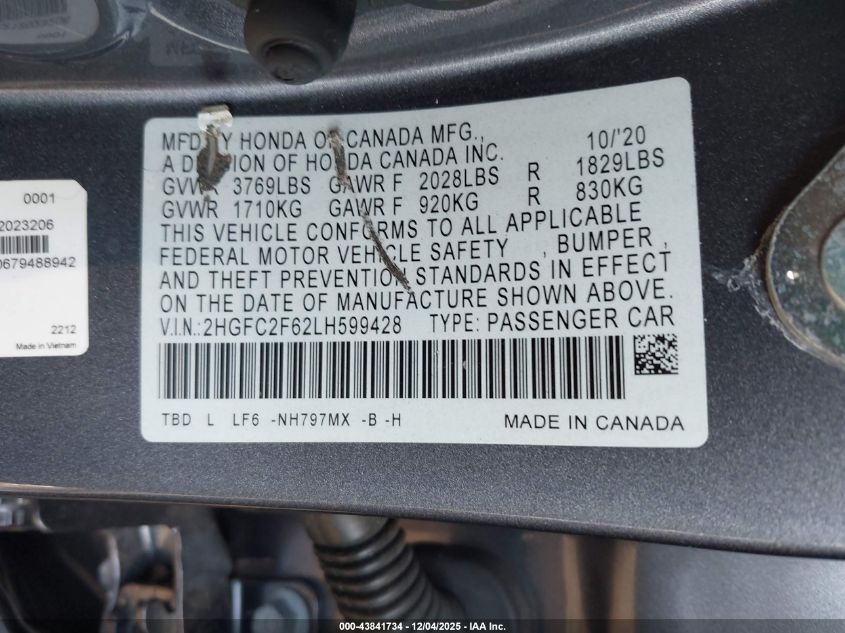 MFD BY HONDA OF CANADA MFG., 10/'20
A DIVISION OF HONDA CANADA INC.
GVWR 3769LBS GAWR F 2028LBS R 1829LBS
GVWR 1710KG GAWR F 920KG R 830KG
THIS VEHICLE CONFORMS TO ALL APPLICABLE
FEDERAL MOTOR VEHICLE SAFETY , BUMPER ,
AND THEFT PREVENTION STANDARDS IN EFFECT
ON THE DATE OF MANUFACTURE SHOWN ABOVE.
V.I.N.:2HGFC2F62LH599428 TYPE: PASSENGER CAR
TBD L LF6 -NH797MX -B -H MADE IN CANADA
0001
2023206
0679488942
2212
Made in Vietnam
000-43841734 | 12/04/2025 - IAA Inc.